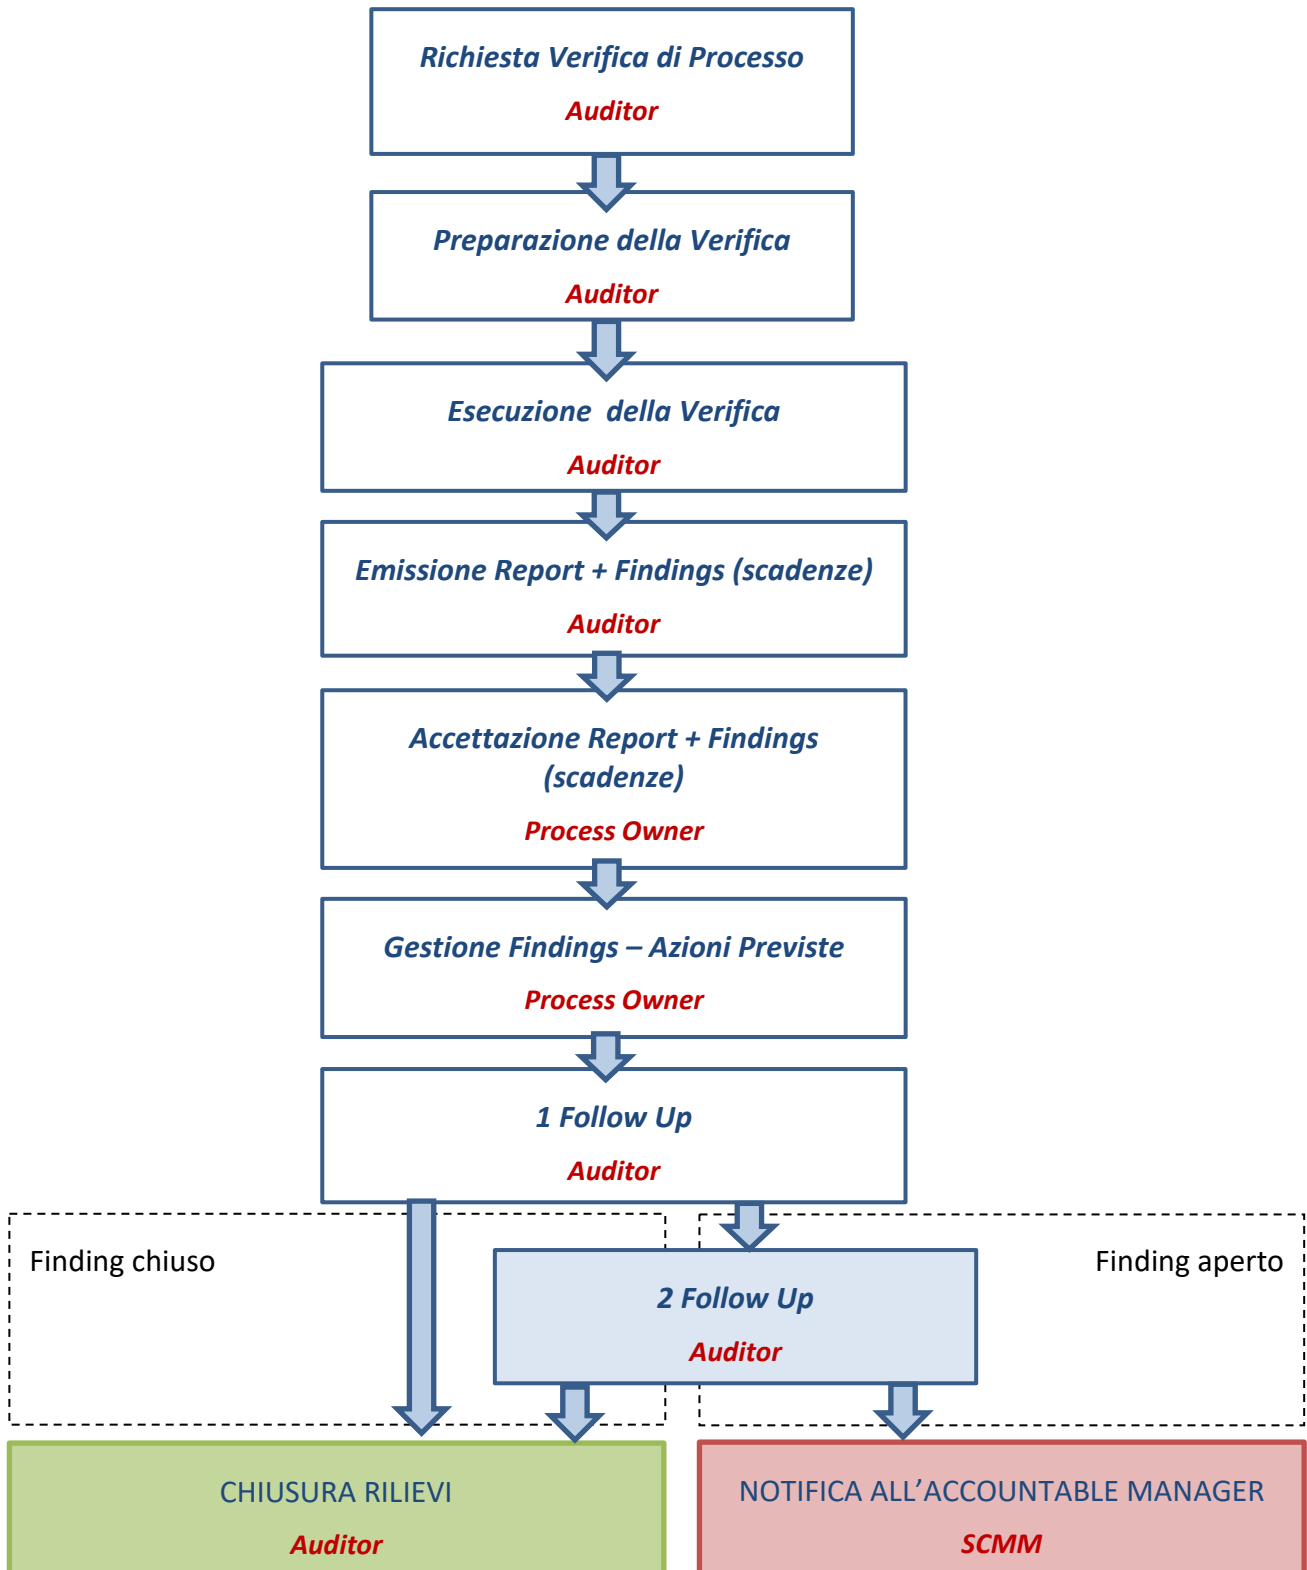 Richiesta Verifica di Processo
Auditor
Preparazione della Verifica
Auditor
Esecuzione  della Verifica
Auditor
Emissione Report + Findings (scadenze)
Auditor
Accettazione Report + Findings
(scadenze)
Process Owner
Gestione Findings – Azioni Previste
Process Owner
1 Follow Up
Auditor
Finding chiuso
Finding aperto
2 Follow Up
Auditor
CHIUSURA RILIEVI
Auditor
NOTIFICA ALL’ACCOUNTABLE MANAGER
SCMM